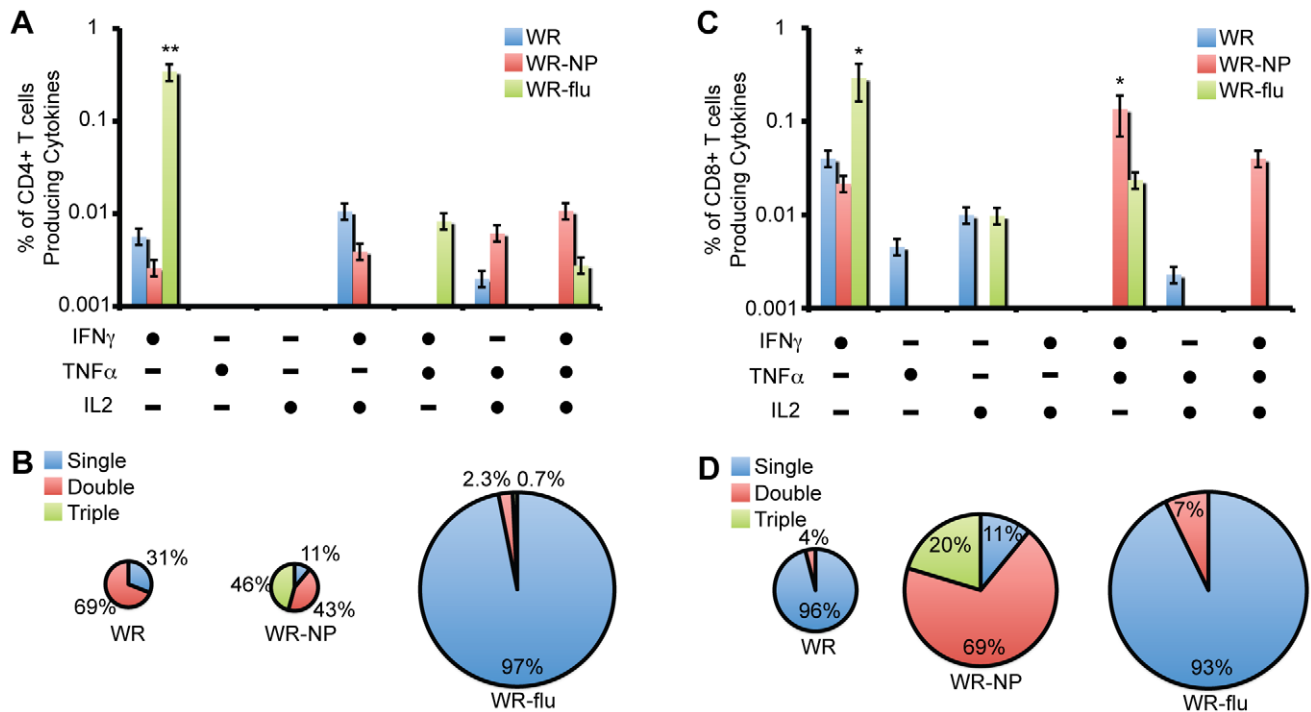 A
% of CD4+ T cells
Producing Cytokines
1
0.1
0.01
0.001
WR
WR-NP
WR-flu
**
IFNγ
TNFα
IL2
B
Single
Double
Triple
31%
69%
WR
11%
46%
43%
WR-NP
2.3% 0.7%
97%
WR-flu
C
% of CD8+ T cells
Producing Cytokines
1
0.1
0.01
0.001
WR
WR-NP
WR-flu
*
*
IFNγ
TNFα
IL2
D
Single
Double
Triple
4%
96%
WR
20%
11%
69%
WR-NP
7%
93%
WR-flu